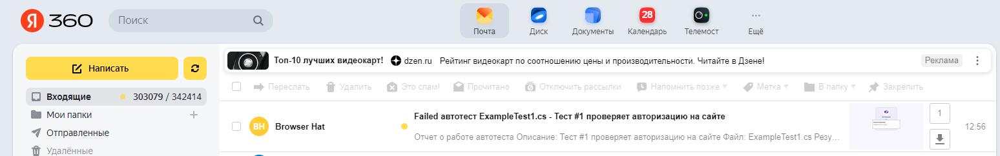 Я 360
Поиск
Почта
Диск
Документы
28
Календарь
Телемост
Ещё
Написать
Топ-10 лучших видеокарт! dzen.ru Рейтинг видеокарт по соотношению цены и производительности. Читайте в Дзене! Реклама
Переслать Удалить Это спам! Прочитано Отключить рассылки Напомнить позже Метка В папку Закрепить
Входящие 303079 / 342414
Мои папки
Отправленные
Удалённые
BH Browser Hat
Failed автотест ExampleTest1.cs - Тест #1 проверяет авторизацию на сайте
Отчет о работе автотеста Описание: Тест #1 проверяет авторизацию на сайте Файл: ExampleTest1.cs Резу...
1
12:56